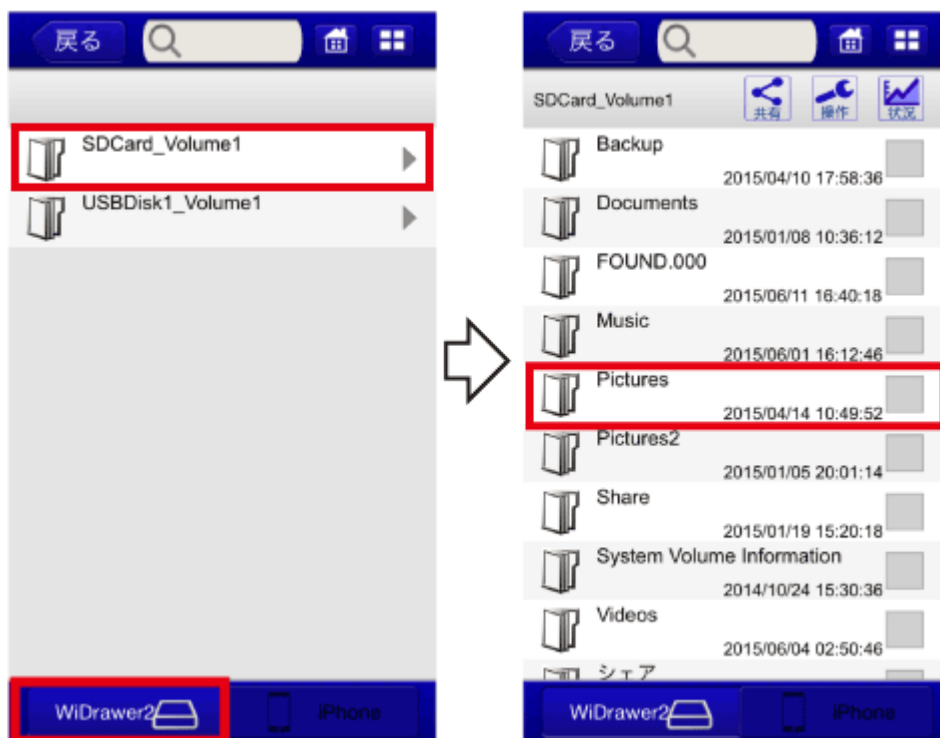 戻る
SDCard_Volume1
USBDisk1_Volume1
WiDrawer2
iPhone
戻る
SDCard_Volume1
共有
操作
状況
Backup
2015/04/10 17:58:36
Documents
2015/01/08 10:36:12
FOUND.000
2015/06/11 16:40:18
Music
2015/06/01 16:12:46
Pictures
2015/04/14 10:49:52
Pictures2
2015/01/05 20:01:14
Share
2015/01/19 15:20:18
System Volume Information
2014/10/24 15:30:36
Videos
2015/06/04 02:50:46
シェア
WiDrawer2
iPhone